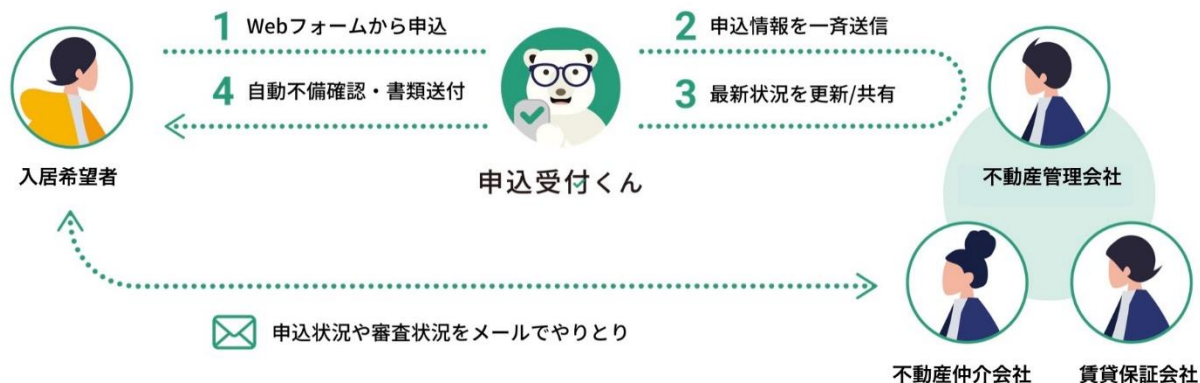 1 Webフォームから申込
2 申込情報を一斉送信
4 自動不備確認・書類送付
3 最新状況を更新/共有
入居希望者
申込受付くん
不動産管理会社
申込状況や審査状況をメールでやりとり
不動産仲介会社
賃貸保証会社